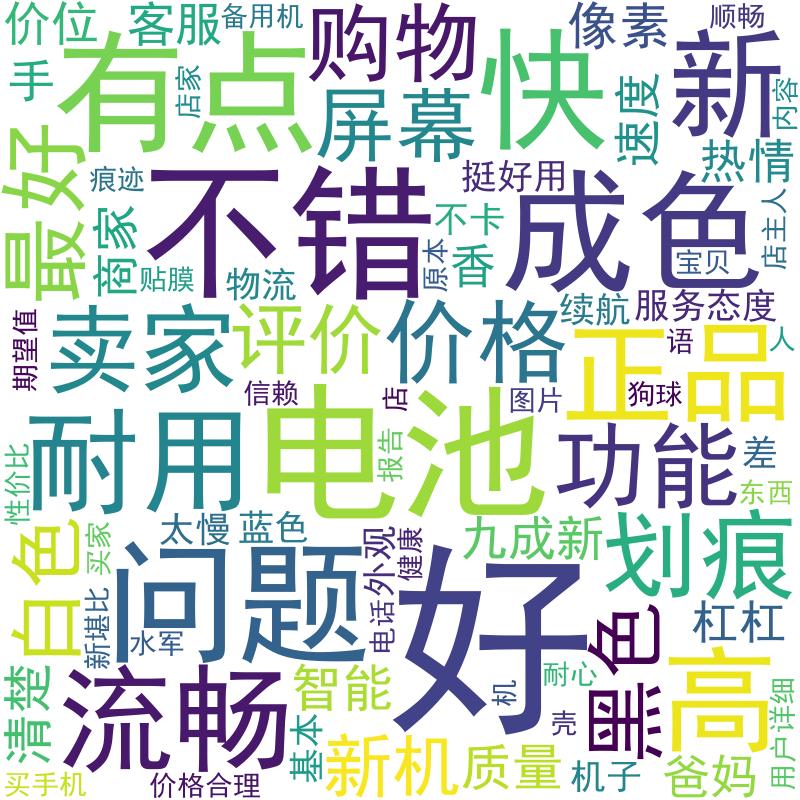 价位
客服
备用机
购物
像素
顺畅
手
有点
店家
屏幕
快
速度
新
内容
最好
痕迹
不错
挺好用
热情
商家
贴膜
物流
不卡
原本
香
成色
宝贝
店主人
期望值
卖家
评价
价格
续航
服务态度
正品
语
人
信赖
店
图片
狗球
耐用
电池
报告
功能
差
东西
性价比
白色
买家
太慢
蓝色
外观
健康
九成新
划痕
新堪比
水军
问题
电话
好
黑色
杠杠
清楚
流畅
智能
机
耐心
壳
高
用户详细
买手机
价格合理
基本
新机
质量
机子
爸妈